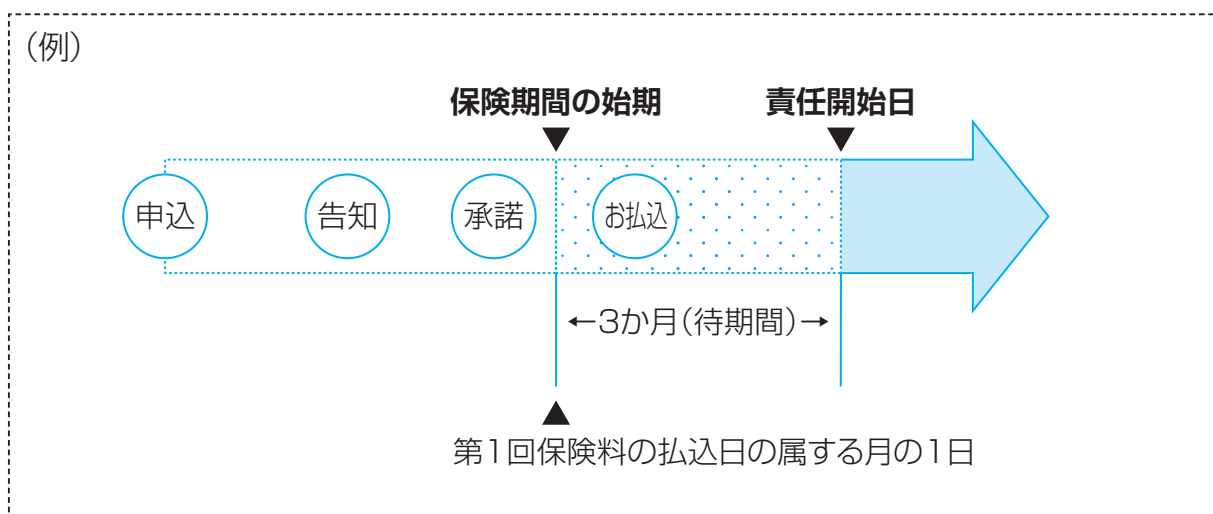 (例)
保険期間の始期
責任開始日
▼
▼
申込
告知
承諾
お払込
←3か月(待期間)→
▲
第1回保険料の払込日の属する月の1日